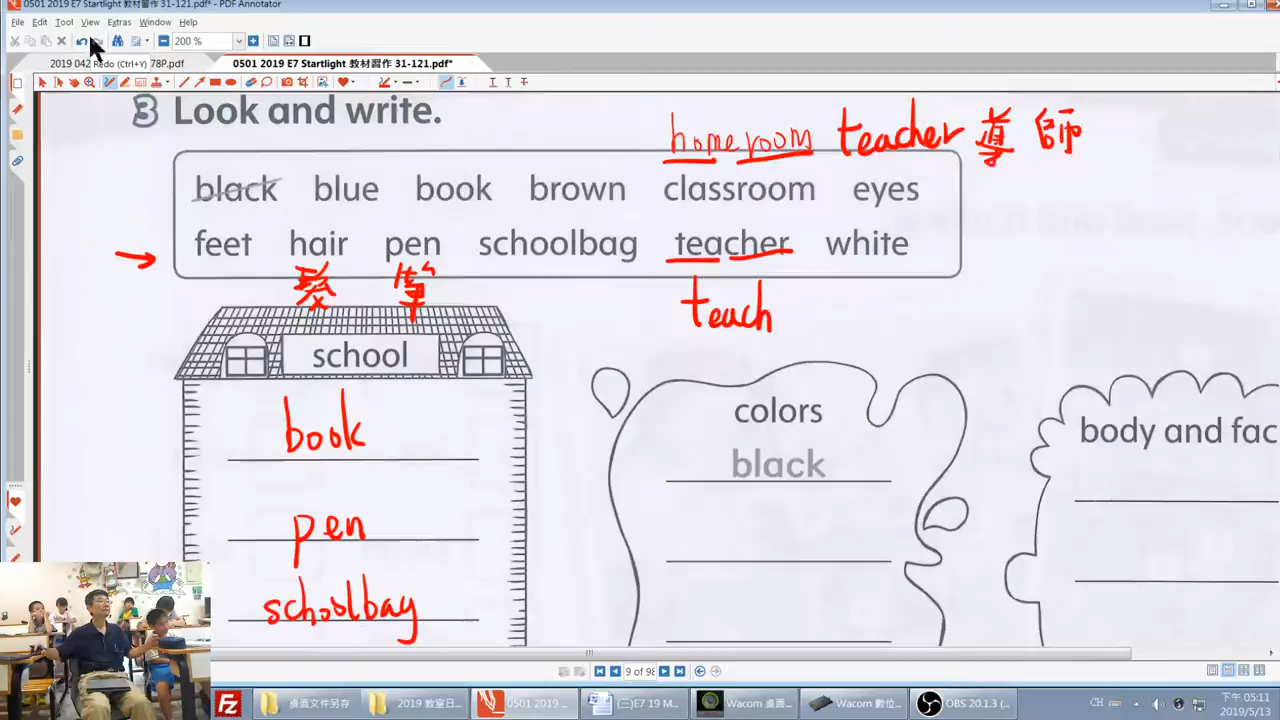 0501 2019 E7 Startlight 教材習作 31-121.pdf* - PDF Annotator
File Edit Tool View Extras Window Help
200 %
2019 042 Redo (Ctrl+Y) 78P.pdf
0501 2019 E7 Startlight 教材習作 31-121.pdf*
3 Look and write.
homeroom teacher 導師
black blue book brown classroom eyes
feet hair pen schoolbag teacher white
髮 筆 teach
school
book
pen
schoolbag
colors
black
body and fac
9 of 98
桌面文件另存
2019 教室日...
0501 2019 ...
(三)E7 19 M...
Wacom 桌面...
Wacom 數位...
OBS 20.1.3 (...
CH
下午 05:11
2019/5/13